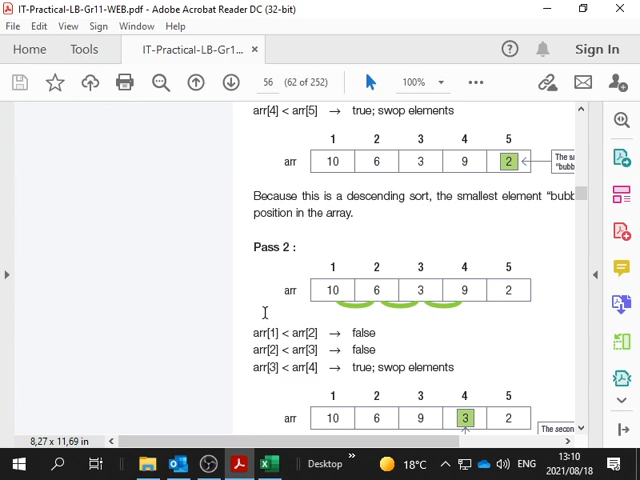 IT-Practical-LB-Gr11-WEB.pdf - Adobe Acrobat Reader DC (32-bit)
File Edit View Sign Window Help
Home Tools IT-Practical-LB-Gr1... × Sign In
56 (62 of 252) 100%
arr[4] < arr[5] → true; swop elements
1 2 3 4 5
arr 10 6 3 9 2 The
"bubb
Because this is a descending sort, the smallest element "bubb
position in the array.
Pass 2 :
1 2 3 4 5
arr 10 6 3 9 2
arr[1] < arr[2] → false
arr[2] < arr[3] → false
arr[3] < arr[4] → true; swop elements
1 2 3 4 5
arr 10 6 9 3 2 The secon
8,27 x 11,69 in
Desktop 18°C ENG 13:10
2021/08/18